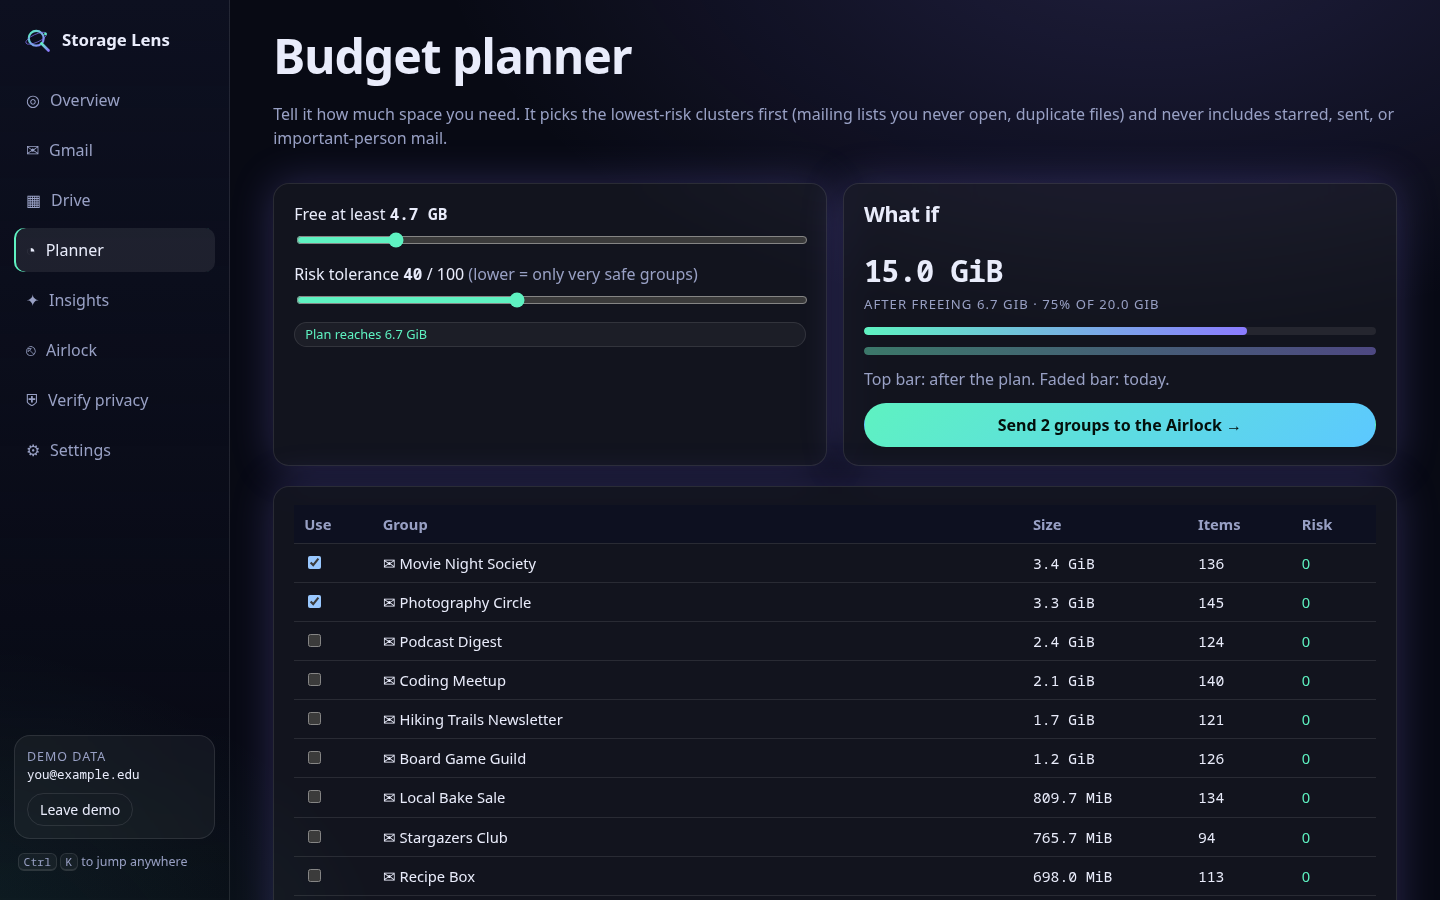 Storage Lens
Overview
Gmail
Drive
Planner
Insights
Airlock
Verify privacy
Settings
DEMO DATA
you@example.edu
Leave demo
Ctrl K to jump anywhere
Budget planner
Tell it how much space you need. It picks the lowest-risk clusters first (mailing lists you never open, duplicate files) and never includes starred, sent, or
important-person mail.
Free at least 4.7 GB
Risk tolerance 40 / 100 (lower = only very safe groups)
Plan reaches 6.7 GiB
What if
15.0 GiB
AFTER FREEING 6.7 GIB · 75% OF 20.0 GIB
Top bar: after the plan. Faded bar: today.
Send 2 groups to the Airlock →
Use Group Size Items Risk
Movie Night Society 3.4 GiB 136 0
Photography Circle 3.3 GiB 145 0
Podcast Digest 2.4 GiB 124 0
Coding Meetup 2.1 GiB 140 0
Hiking Trails Newsletter 1.7 GiB 121 0
Board Game Guild 1.2 GiB 126 0
Local Bake Sale 809.7 MiB 134 0
Stargazers Club 765.7 MiB 94 0
Recipe Box 698.0 MiB 113 0